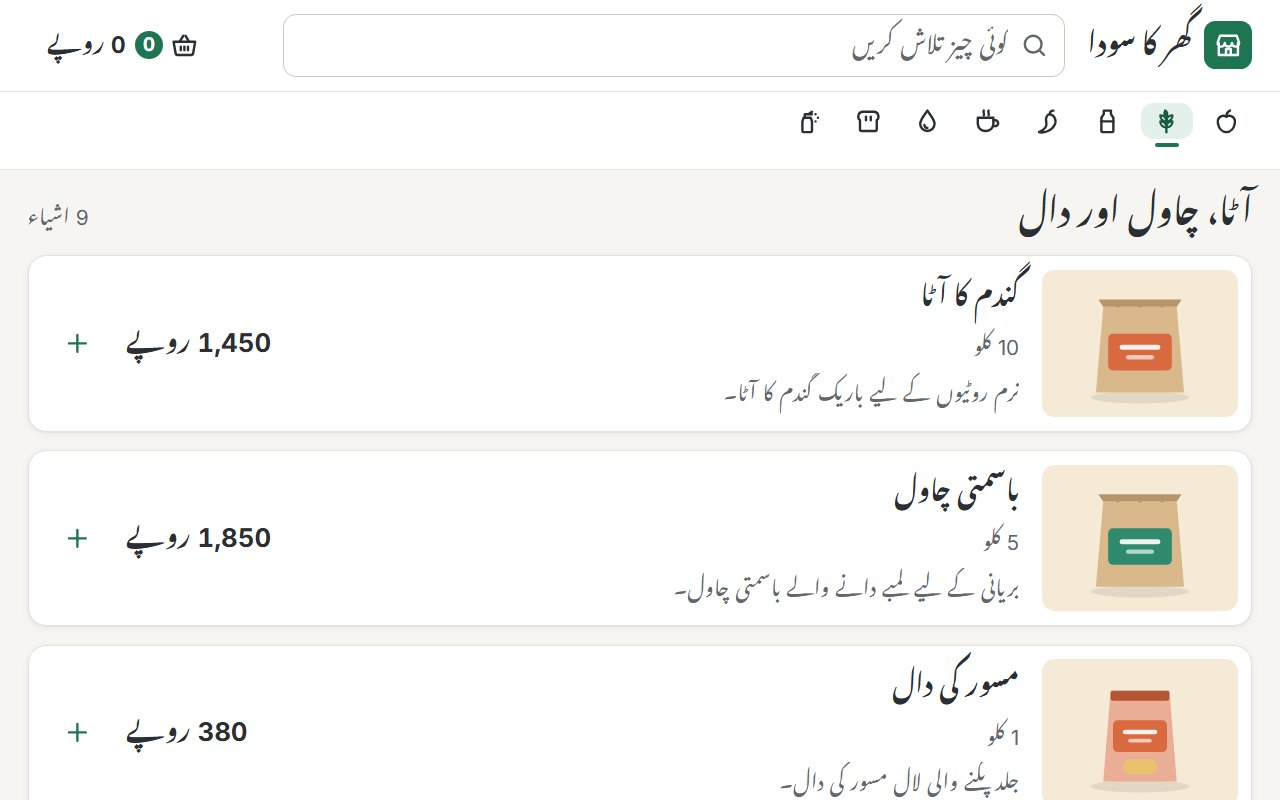 گھر کا سودا
کوئی چیز تلاش کریں
0 0 روپے
آٹا، چاول اور دال
9 اشیاء
گندم کا آٹا
10 کلو
نرم روٹیوں کے لیے باریک گندم کا آٹا۔
1,450 روپے
باسمتی چاول
5 کلو
بریانی کے لیے لمبے دانے والے باسمتی چاول۔
1,850 روپے
مسور کی دال
1 کلو
جلد پکنے والی لال مسور کی دال۔
380 روپے